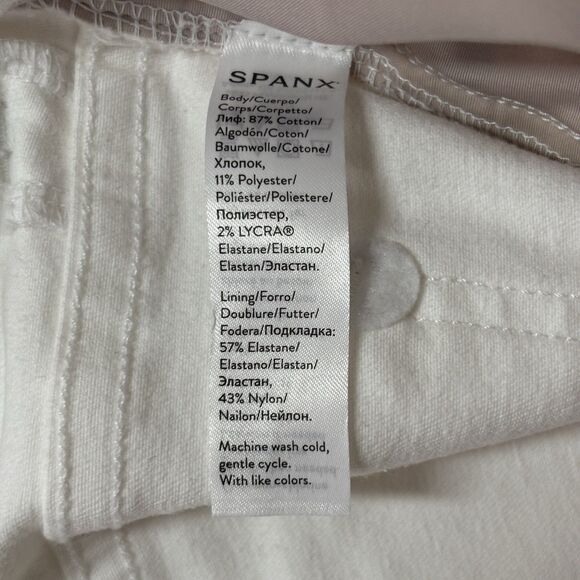 SPANX
Body/Cuerpo/
Corps/Corpetto/
Лиф: 87% Cotton/
Algodón/Coton/
Baumwolle/Cotone/
Хлопок,
11% Polyester/
Poliéster/Poliestere/
Полиэстер,
2% LYCRA®
Elastane/Elastano/
Elastan/Эластан.
Lining/Forro/
Doublure/Futter/
Fodera/Подкладка:
57% Elastane/
Elastano/Elastan/
Эластан,
43% Nylon/
Nailon/Нейлон.
Machine wash cold,
gentle cycle.
With like colors.